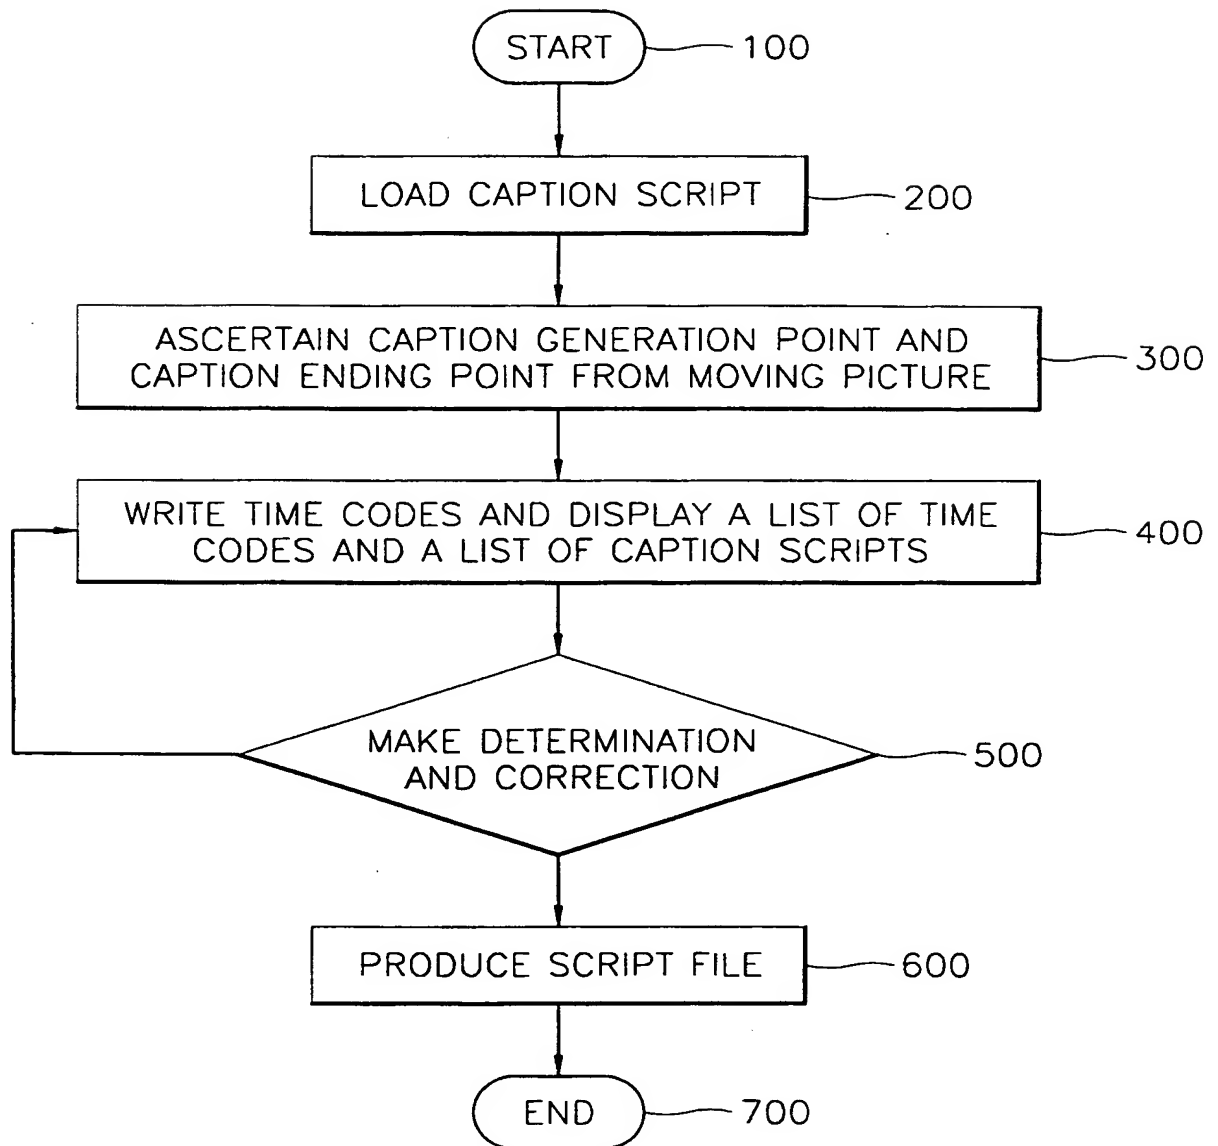 START
100
LOAD CAPTION SCRIPT
200
ASCERTAIN CAPTION GENERATION POINT AND
CAPTION ENDING POINT FROM MOVING PICTURE
300
WRITE TIME CODES AND DISPLAY A LIST OF TIME
CODES AND A LIST OF CAPTION SCRIPTS
400
MAKE DETERMINATION
AND CORRECTION
500
PRODUCE SCRIPT FILE
600
END
700